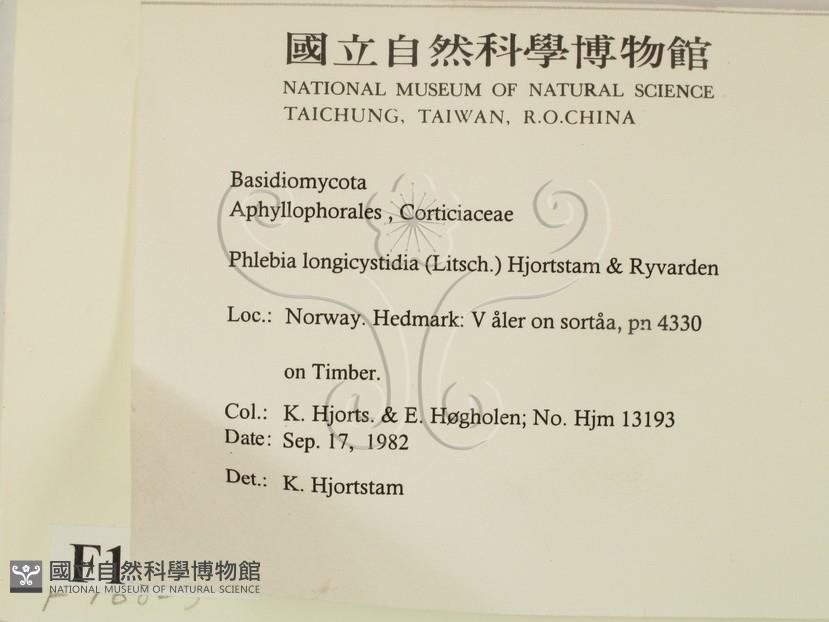 國立自然科學博物館
NATIONAL MUSEUM OF NATURAL SCIENCE
TAICHUNG, TAIWAN, R.O.CHINA
Basidiomycota
Aphyllophorales , Corticiaceae
Phlebia longicystidia (Litsch.) Hjortstam & Ryvarden
Loc.: Norway. Hedmark: V åler on sortåa, pn 4330
on Timber.
Col.: K. Hjorts. & E. Høgholen; No. Hjm 13193
Date: Sep. 17, 1982
Det.: K. Hjortstam
F1
國立自然科學博物館
NATIONAL MUSEUM OF NATURAL SCIENCE